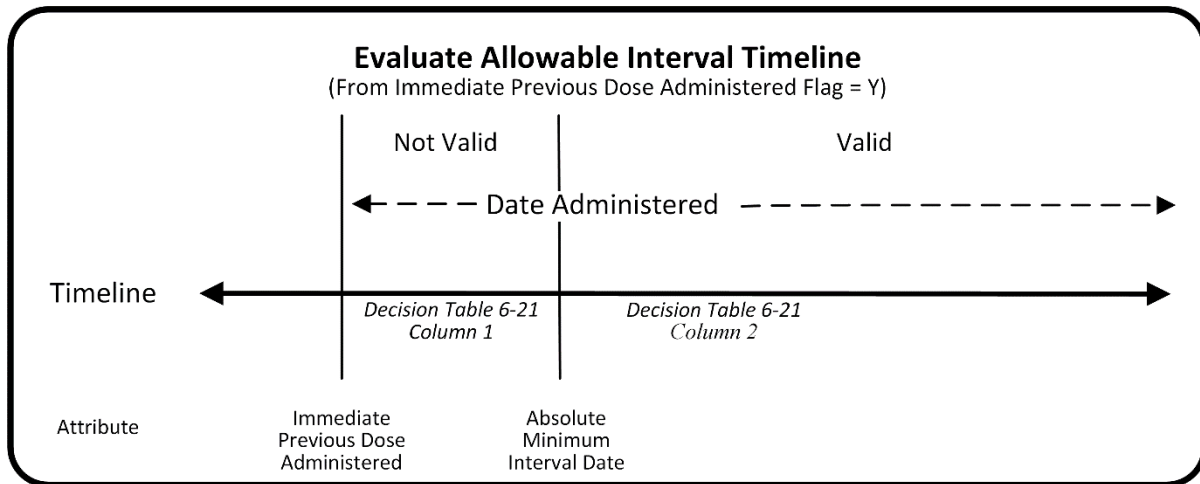 Evaluate Allowable Interval Timeline
(From Immediate Previous Dose Administered Flag = Y)
Not Valid
Valid
Date Administered
Timeline
Decision Table 6-21
Column 1
Decision Table 6-21
Column 2
Attribute
Immediate
Previous Dose
Administered
Absolute
Minimum
Interval Date